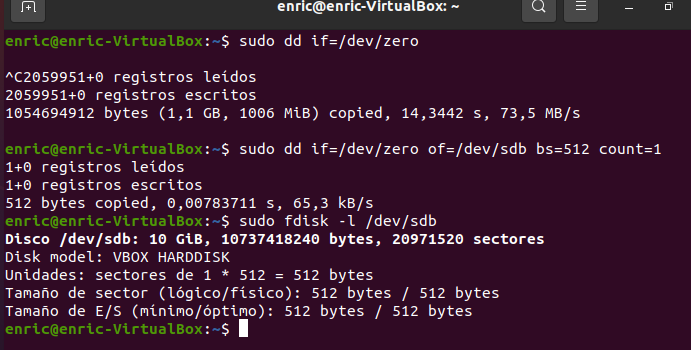 enric@enric-VirtualBox: ~
enric@enric-VirtualBox:~$ sudo dd if=/dev/zero
^C2059951+0 registros leídos
2059951+0 registros escritos
1054694912 bytes (1,1 GB, 1006 MiB) copied, 14,3442 s, 73,5 MB/s
enric@enric-VirtualBox:~$ sudo dd if=/dev/zero of=/dev/sdb bs=512 count=1
1+0 registros leídos
1+0 registros escritos
512 bytes copied, 0,00783711 s, 65,3 kB/s
enric@enric-VirtualBox:~$ sudo fdisk -l /dev/sdb
Disco /dev/sdb: 10 GiB, 10737418240 bytes, 20971520 sectores
Disk model: VBOX HARDDISK
Unidades: sectores de 1 * 512 = 512 bytes
Tamaño de sector (lógico/físico): 512 bytes / 512 bytes
Tamaño de E/S (mínimo/óptimo): 512 bytes / 512 bytes
enric@enric-VirtualBox:~$